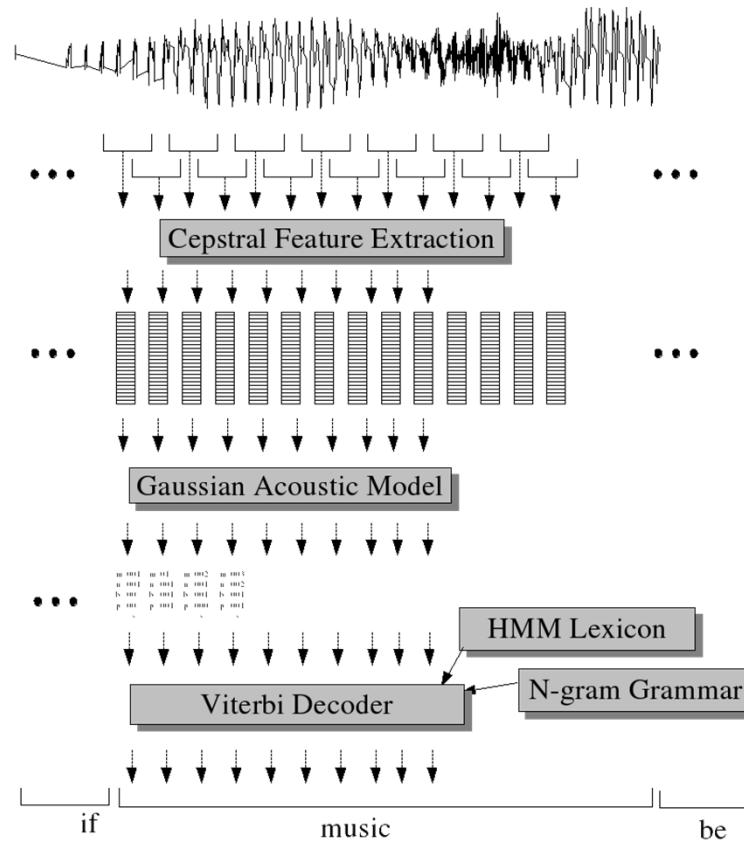 Cepstral Feature Extraction
Gaussian Acoustic Model
HMM Lexicon
N-gram Grammar
Viterbi Decoder
if
music
be